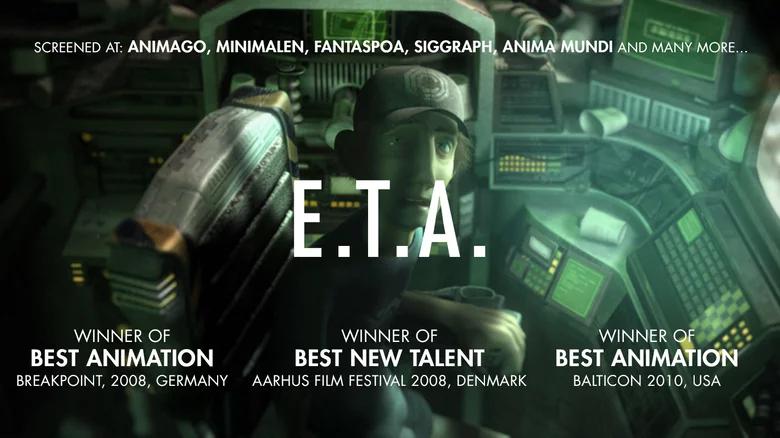 SCREENED AT: ANIMAGO, MINIMALEN, FANTASPOA, SIGGRAPH, ANIMA MUNDI AND MANY MORE...
E.T.A.
WINNER OF
BEST ANIMATION
BREAKPOINT, 2008, GERMANY
WINNER OF
BEST NEW TALENT
AARHUS FILM FESTIVAL 2008, DENMARK
WINNER OF
BEST ANIMATION
BALTICON 2010, USA